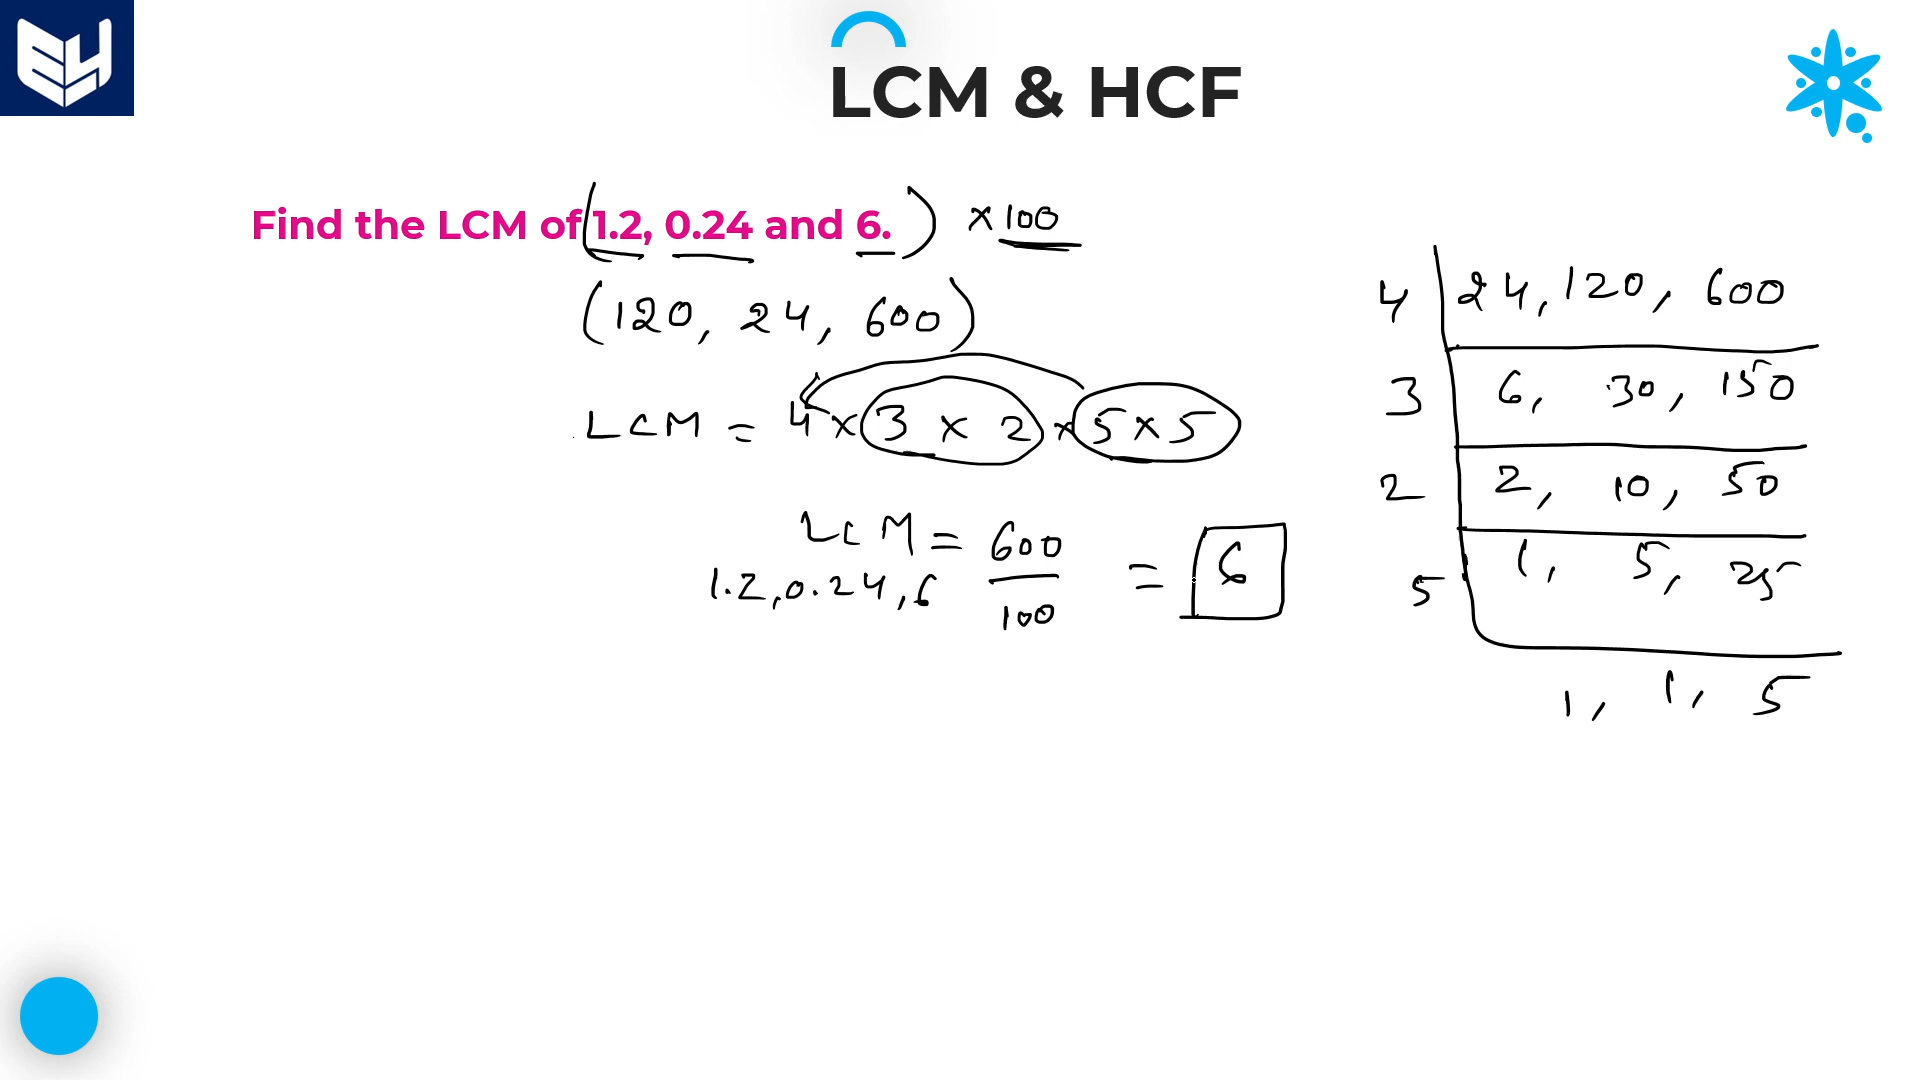 LCM & HCF
Find the LCM of (1.2, 0.24 and 6.) ×100
(120, 24, 600)
LCM = 4 × 3 × 2 × 5 × 5
LCM = 600
1.2, 0.24, 6
100
= 6
4 24, 120, 600
3 6, 30, 150
2 2, 10, 50
5 1, 5, 25
1, 1, 5